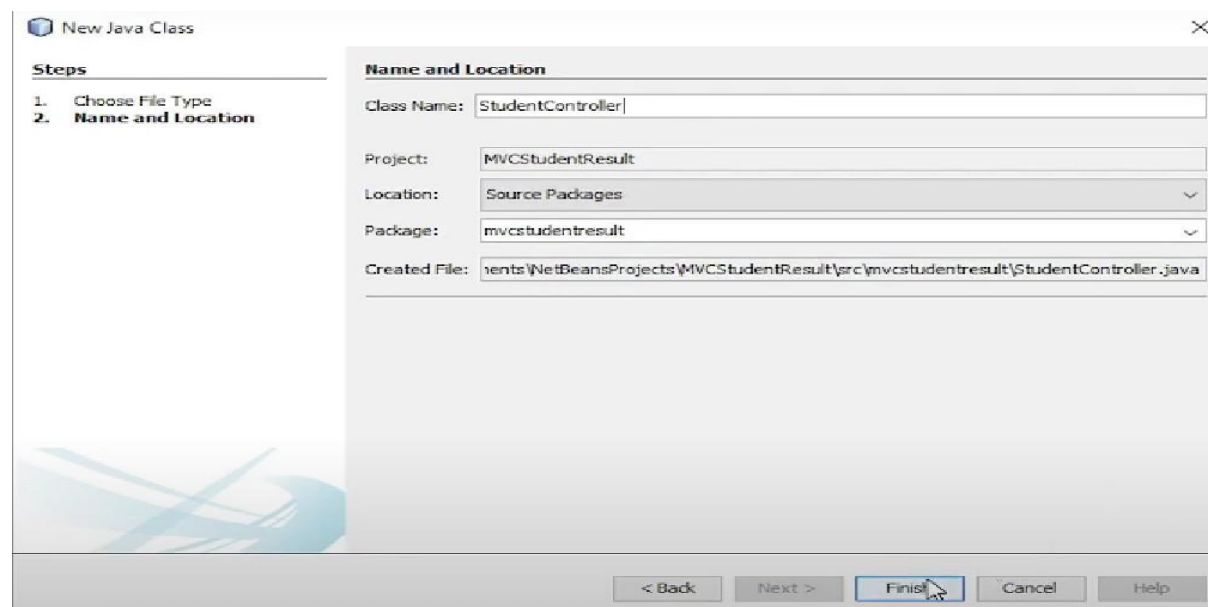 New Java Class
Steps
1. Choose File Type
2. Name and Location
Name and Location
Class Name: StudentController
Project: MVCStudentResult
Location: Source Packages
Package: mvcstudentresult
Created File: nents\NetBeansProjects\MVCStudentResult\src\mvcstudentresult\StudentController.java
< Back Next > Finish Cancel Help